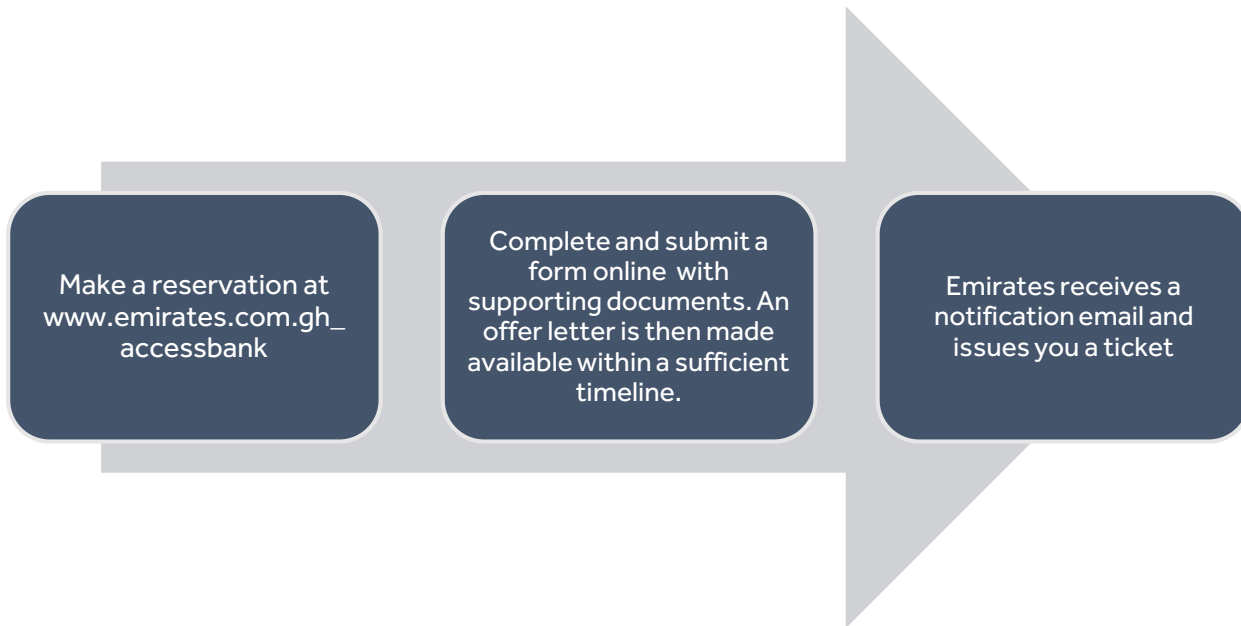 Make a reservation at
www.emirates.com.gh_
accessbank
Complete and submit a
form online with
supporting documents. An
offer letter is then made
available within a sufficient
timeline.
Emirates receives a
notification email and
issues you a ticket